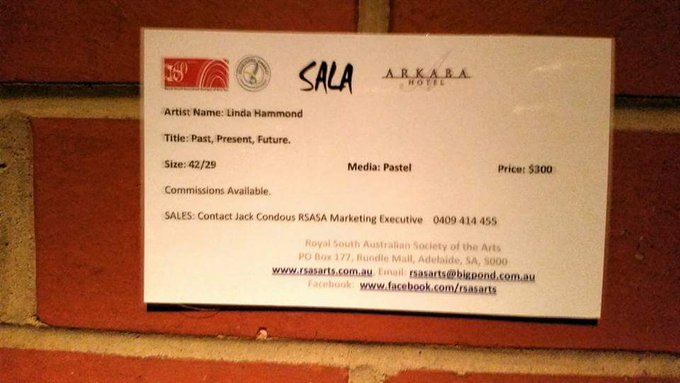 SALA
ARKABA
HOTEL
Artist Name: Linda Hammond
Title: Past, Present, Future.
Size: 42/29 Media: Pastel Price: $300
Commissions Available.
SALES: Contact Jack Condous RSASA Marketing Executive 0409 414 455
Royal South Australian Society of the Arts
PO Box 177, Rundle Mall, Adelaide, SA, 5000
www.rsasarts.com.au Email: rsasarts@bigpond.com.au
Facebook: www.facebook.com/rsasarts